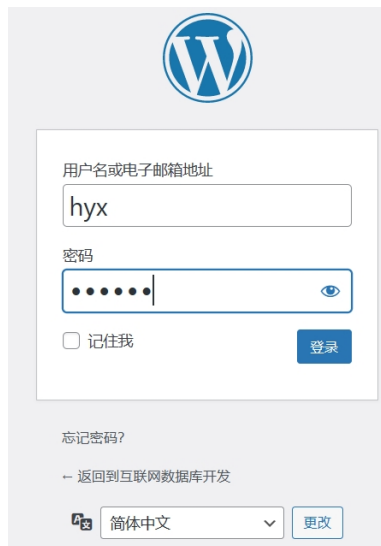 用户名或电子邮箱地址
hyx
密码
••••••
记住我
登录
忘记密码?
← 返回到互联网数据库开发
简体中文
更改